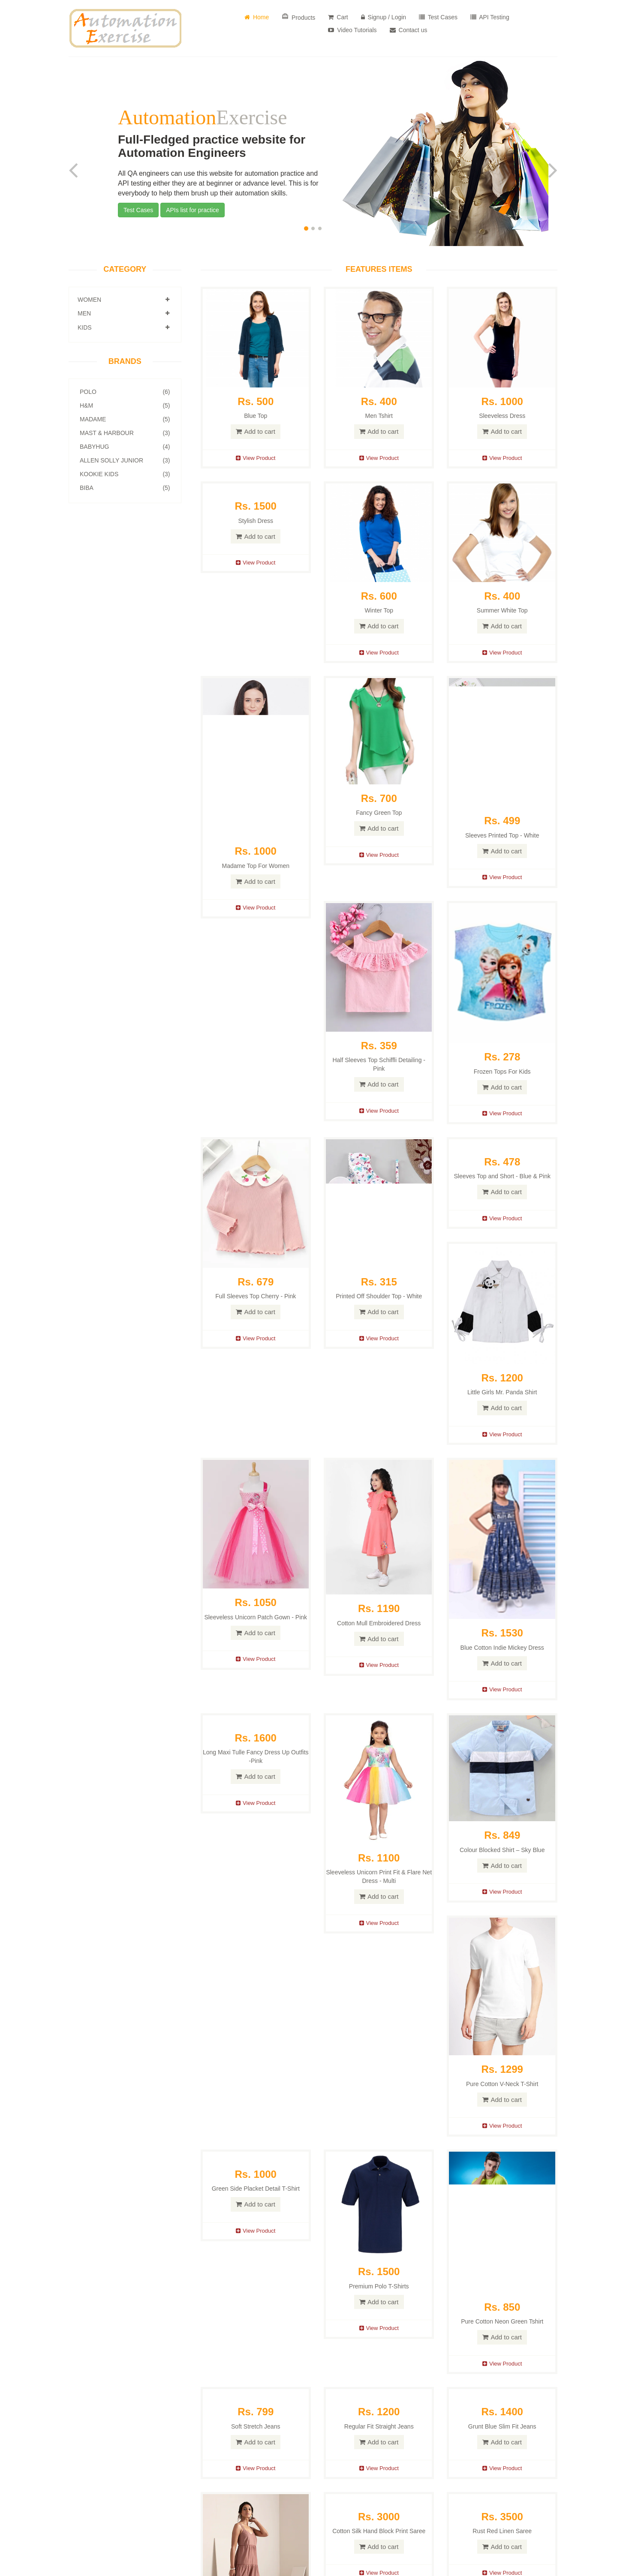 Automation
Exercise
Home
Products
Cart
Signup / Login
Test Cases
API Testing
Video Tutorials
Contact us
AutomationExercise
Full-Fledged practice website for
Automation Engineers
All QA engineers can use this website for automation practice and
API testing either they are at beginner or advance level. This is for
everybody to help them brush up their automation skills.
Test Cases
APIs list for practice
CATEGORY
WOMEN
MEN
KIDS
BRANDS
POLO (6)
H&M (5)
MADAME (5)
MAST & HARBOUR (3)
BABYHUG (4)
ALLEN SOLLY JUNIOR (3)
KOOKIE KIDS (3)
BIBA (5)
FEATURES ITEMS
Rs. 500
Blue Top
Add to cart
View Product
Rs. 400
Men Tshirt
Add to cart
View Product
Rs. 1000
Sleeveless Dress
Add to cart
View Product
Rs. 1500
Stylish Dress
Add to cart
View Product
Rs. 600
Winter Top
Add to cart
View Product
Rs. 400
Summer White Top
Add to cart
View Product
Rs. 1000
Madame Top For Women
Add to cart
View Product
Rs. 700
Fancy Green Top
Add to cart
View Product
Rs. 499
Sleeves Printed Top - White
Add to cart
View Product
Rs. 359
Half Sleeves Top Schiffli Detailing -
Pink
Add to cart
View Product
FROZEN
Rs. 278
Frozen Tops For Kids
Add to cart
View Product
Rs. 679
Full Sleeves Top Cherry - Pink
Add to cart
View Product
Rs. 315
Printed Off Shoulder Top - White
Add to cart
View Product
Rs. 478
Sleeves Top and Short - Blue & Pink
Add to cart
View Product
Rs. 1200
Little Girls Mr. Panda Shirt
Add to cart
View Product
Rs. 1050
Sleeveless Unicorn Patch Gown - Pink
Add to cart
View Product
Rs. 1190
Cotton Mull Embroidered Dress
Add to cart
View Product
Rs. 1530
Blue Cotton Indie Mickey Dress
Add to cart
View Product
Rs. 1600
Long Maxi Tulle Fancy Dress Up Outfits
-Pink
Add to cart
View Product
Rs. 1100
Sleeveless Unicorn Print Fit & Flare Net
Dress - Multi
Add to cart
View Product
Rs. 849
Colour Blocked Shirt – Sky Blue
Add to cart
View Product
Rs. 1299
Pure Cotton V-Neck T-Shirt
Add to cart
View Product
Rs. 1000
Green Side Placket Detail T-Shirt
Add to cart
View Product
Rs. 1500
Premium Polo T-Shirts
Add to cart
View Product
Rs. 850
Pure Cotton Neon Green Tshirt
Add to cart
View Product
Rs. 799
Soft Stretch Jeans
Add to cart
View Product
Rs. 1200
Regular Fit Straight Jeans
Add to cart
View Product
Rs. 1400
Grunt Blue Slim Fit Jeans
Add to cart
View Product
Rs. 3000
Cotton Silk Hand Block Print Saree
Add to cart
View Product
Rs. 3500
Rust Red Linen Saree
Add to cart
View Product